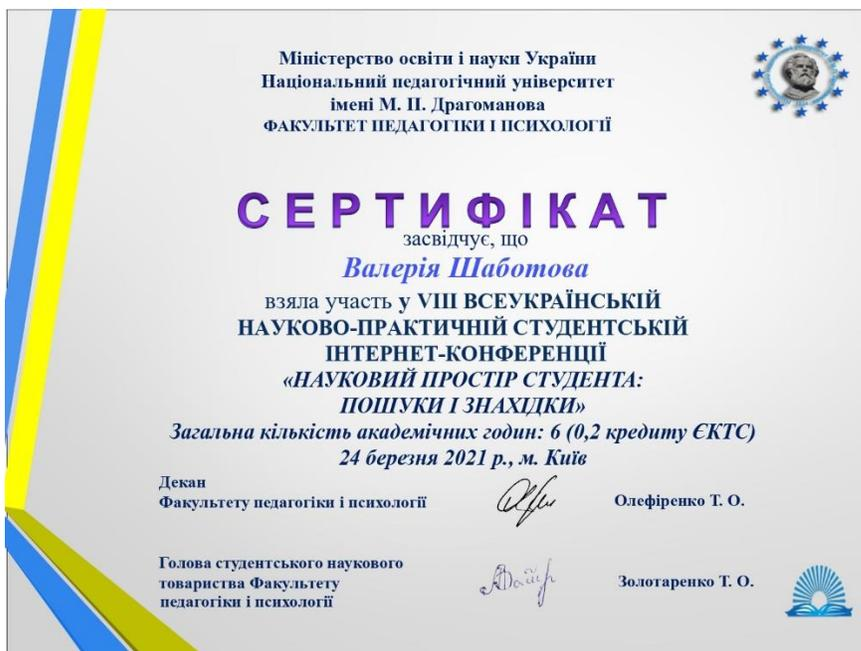 Міністерство освіти і науки України
Національний педагогічний університет
імені М. П. Драгоманова
ФАКУЛЬТЕТ ПЕДАГОГІКИ І ПСИХОЛОГІЇ
СЕРТИФІКАТ
засвідчує, що
Валерія Шаботова
взяла участь у VIII ВСЕУКРАЇНСЬКІЙ
НАУКОВО-ПРАКТИЧНІЙ СТУДЕНТСЬКІЙ
ІНТЕРНЕТ-КОНФЕРЕНЦІЇ
«НАУКОВИЙ ПРОСТІР СТУДЕНТА:
ПОШУКИ І ЗНАХІДКИ»
Загальна кількість академічних годин: 6 (0,2 кредиту ЄКТС)
24 березня 2021 р., м. Київ
Декан
Факультету педагогіки і психології
Олефіренко Т. О.
Голова студентського наукового
товариства Факультету
педагогіки і психології
Золотаренко Т. О.